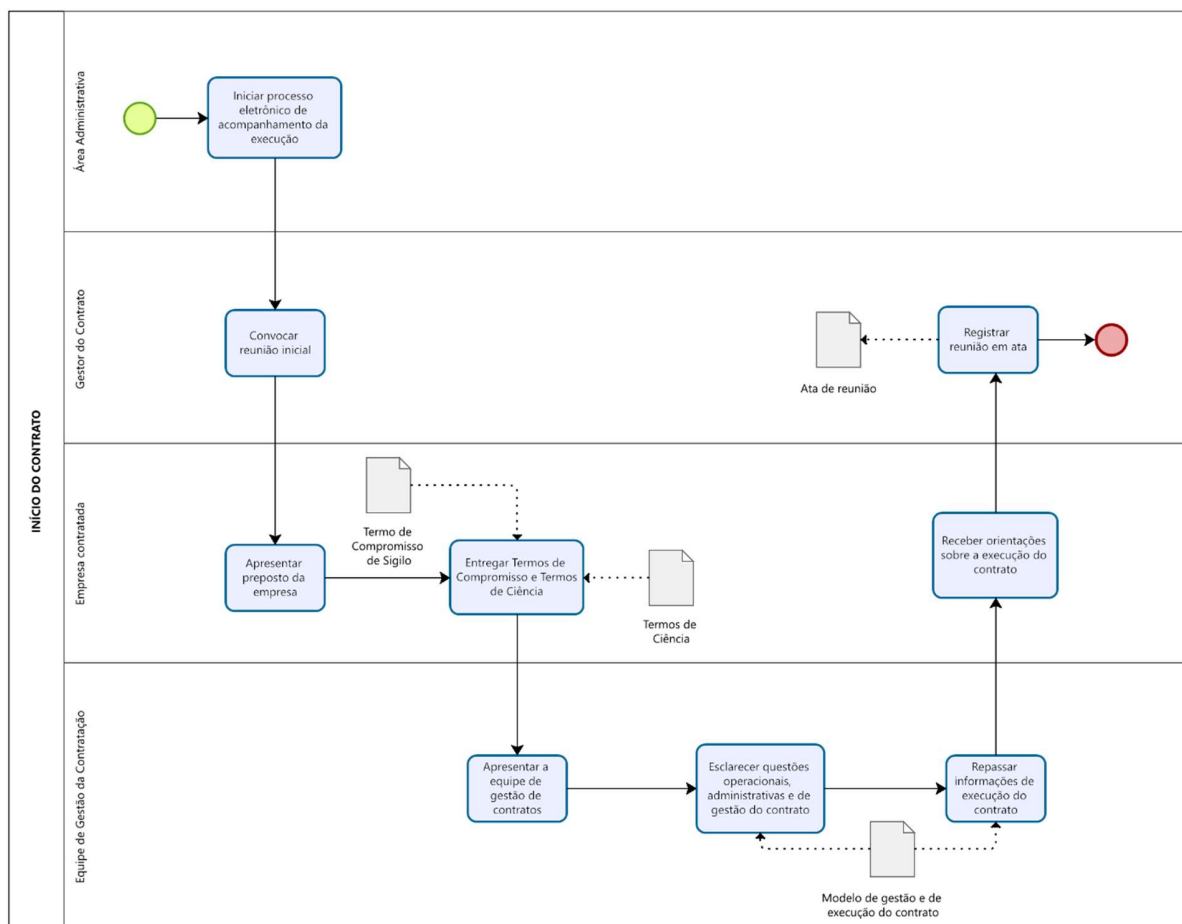 INÍCIO DO CONTRATO
Área Administrativa
Iniciar processo
eletrônico de
acompanhamento da
execução
Gestor do Contrato
Convocar
reunião inicial
Ata de reunião
Registrar
reunião em ata
Empresa contratada
Apresentar
preposto da
empresa
Termo de
Compromisso
de Sigilo
Entregar Termos de
Compromisso e Termos
de Ciência
Termos de
Ciência
Receber orientações
sobre a execução do
contrato
Equipe de Gestão da Contratação
Apresentar a
equipe de
gestão de
contratos
Esclarecer questões
operacionais,
administrativas e de
gestão do contrato
Repassar
informações de
execução do
contrato
Modelo de gestão e de
execução do contrato